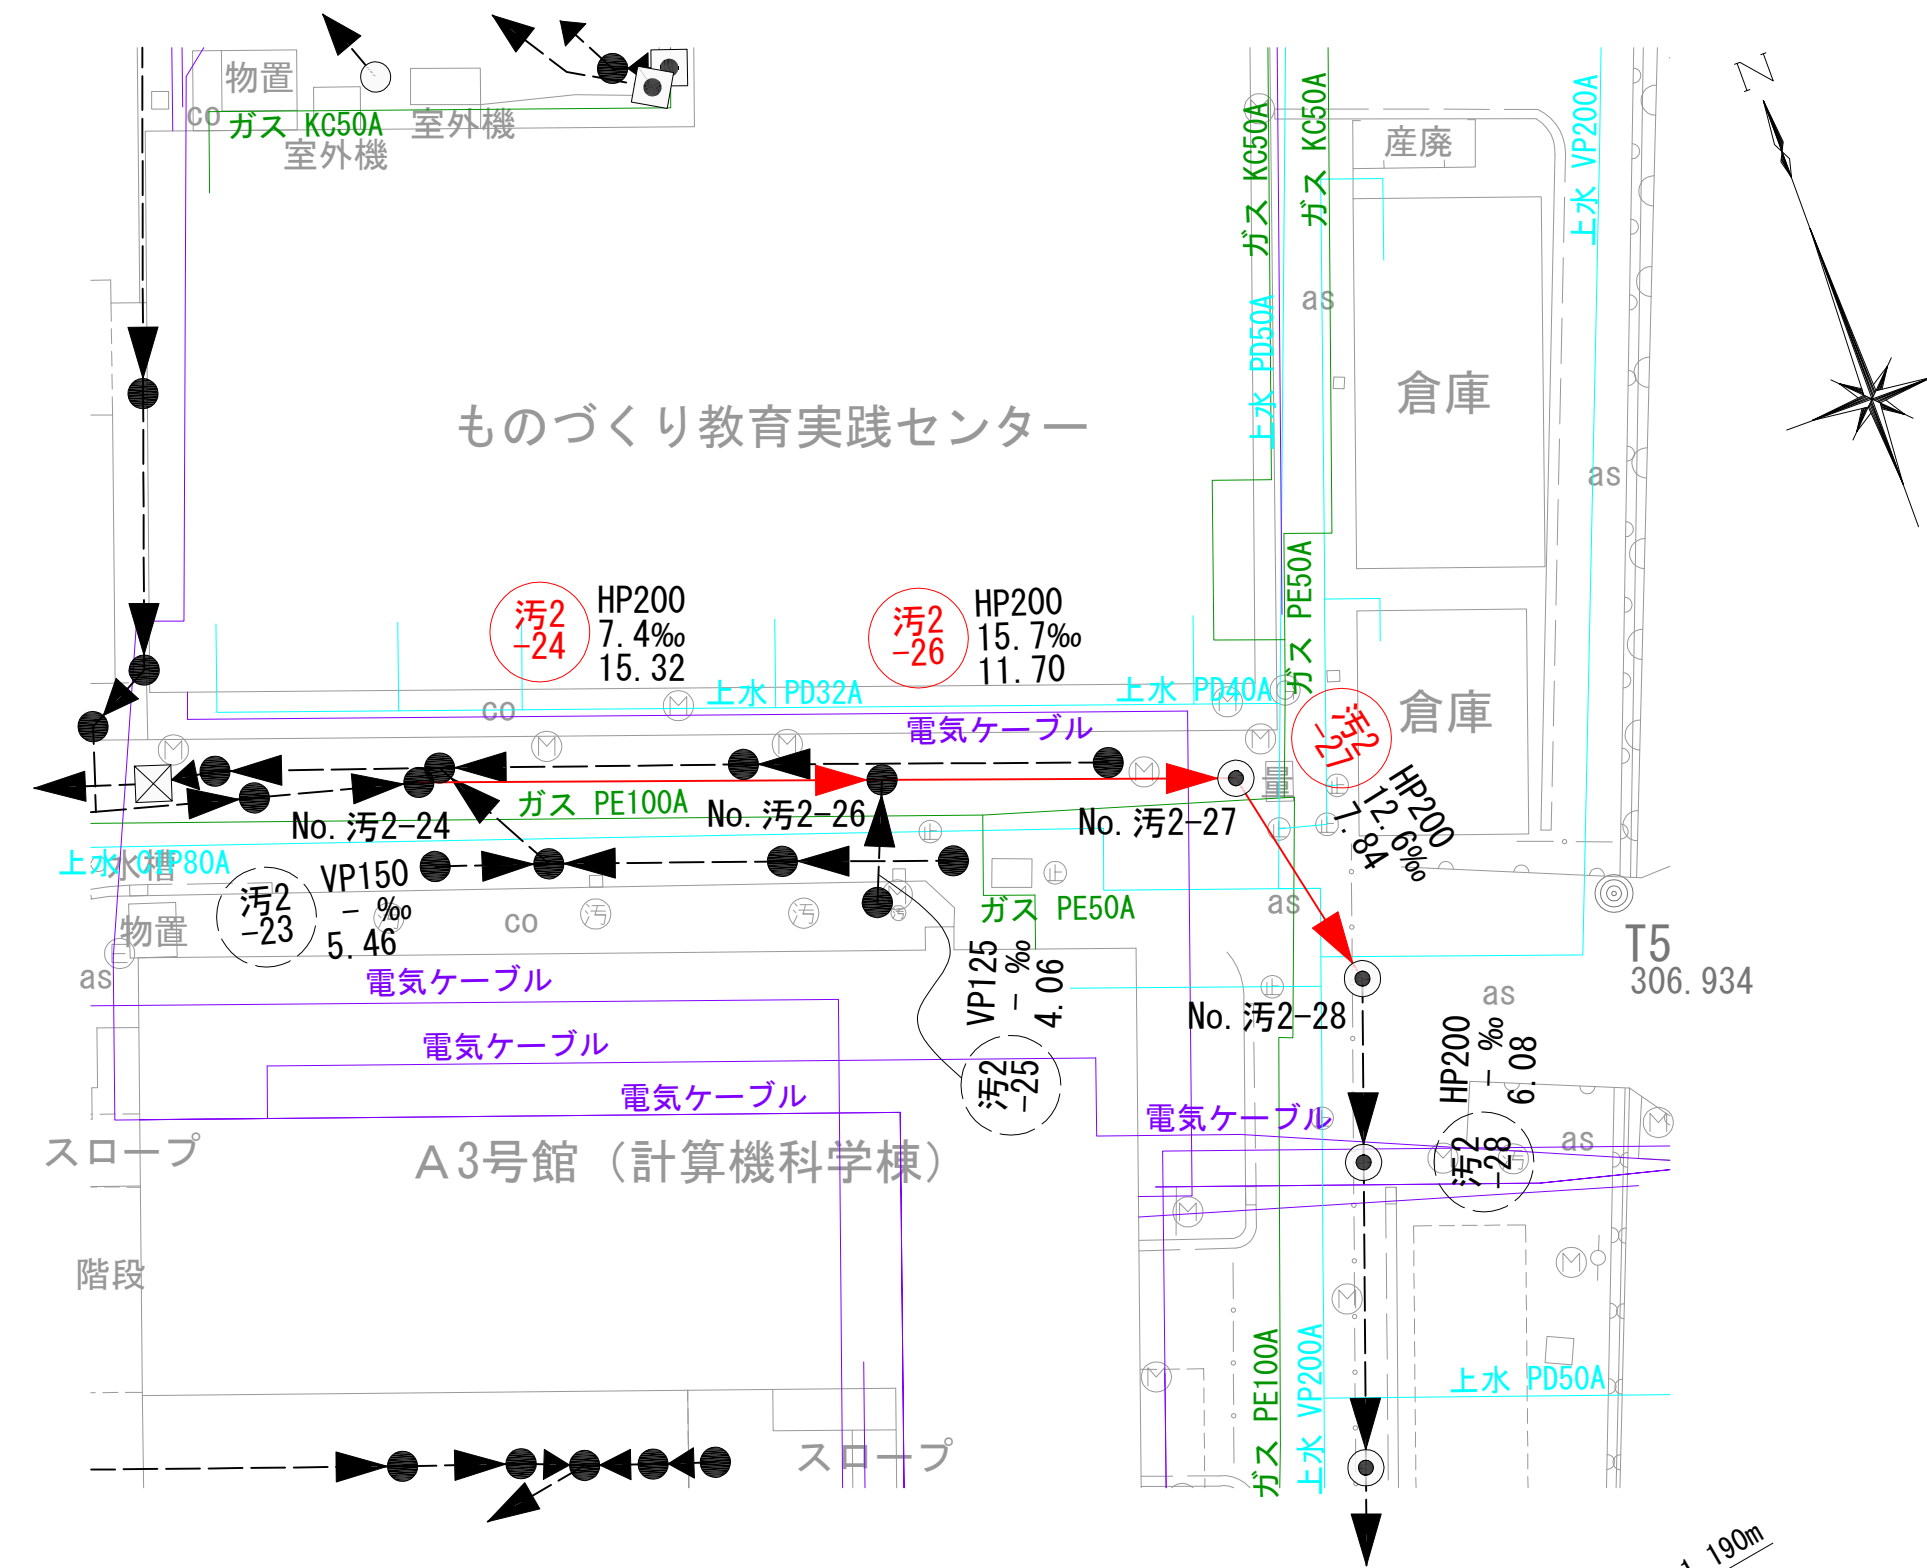 N
物置
co
ガス KC50A
室外機
室外機
ガス KC50A
ガス KC50A
産廃
上水 VP200A
as
上水 PD50A
倉庫
ものづくり教育実践センター
as
ガス PE50A
汚2
-24
HP200
7.4‰
15.32
汚2
-26
HP200
15.7‰
11.70
上水 PD32A
上水 PD40A
co
電気ケーブル
汚2
-27
倉庫
HP200
12.6‰
7.84
量
ガス PE100A
No.汚2-24
No.汚2-26
No.汚2-27
水槽
汚2
-23
VP150
- ‰
5.46
物置
co
ガス PE50A
as
T5
306.934
as
電気ケーブル
VP125
- ‰
4.06
汚2
-25
No.汚2-28
as
HP200
- ‰
6.08
汚2
-28
電気ケーブル
電気ケーブル
電気ケーブル
as
スロープ
A3号館（計算機科学棟）
階段
ガス PE100A
上水 VP200A
上水 PD50A
スロープ
190m